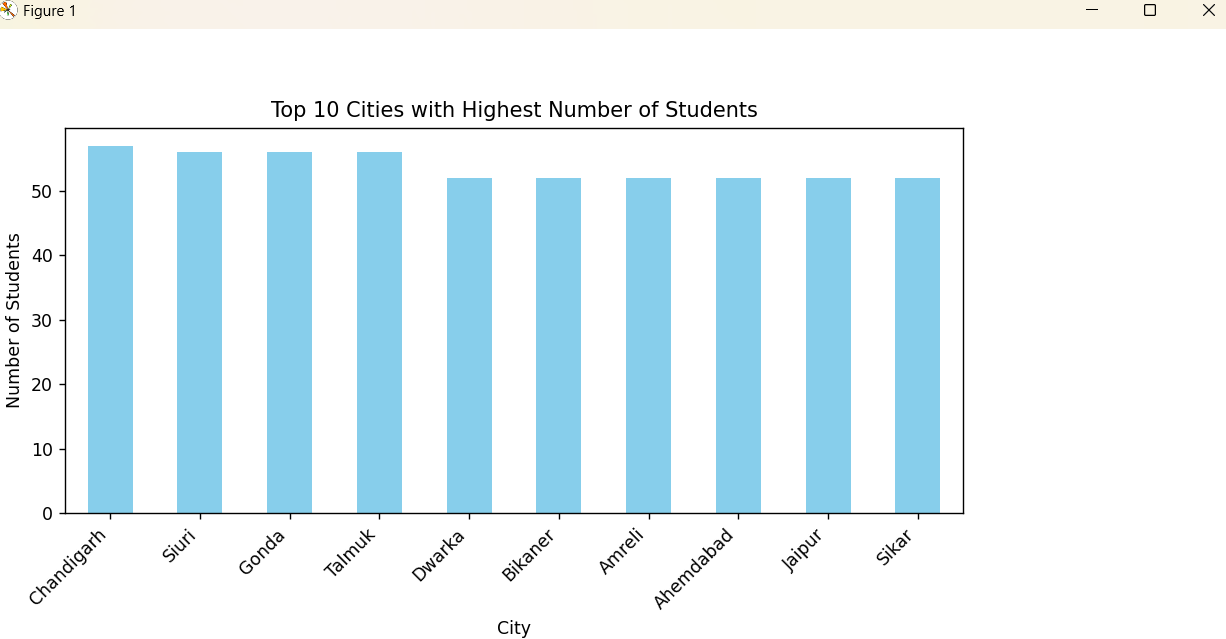 Figure 1
Top 10 Cities with Highest Number of Students
Number of Students
50
40
30
20
10
0
Chandigarh
Siuri
Gonda
Talmuk
Dwarka
Bikaner
Amreli
Ahemdabad
Jaipur
Sikar
City